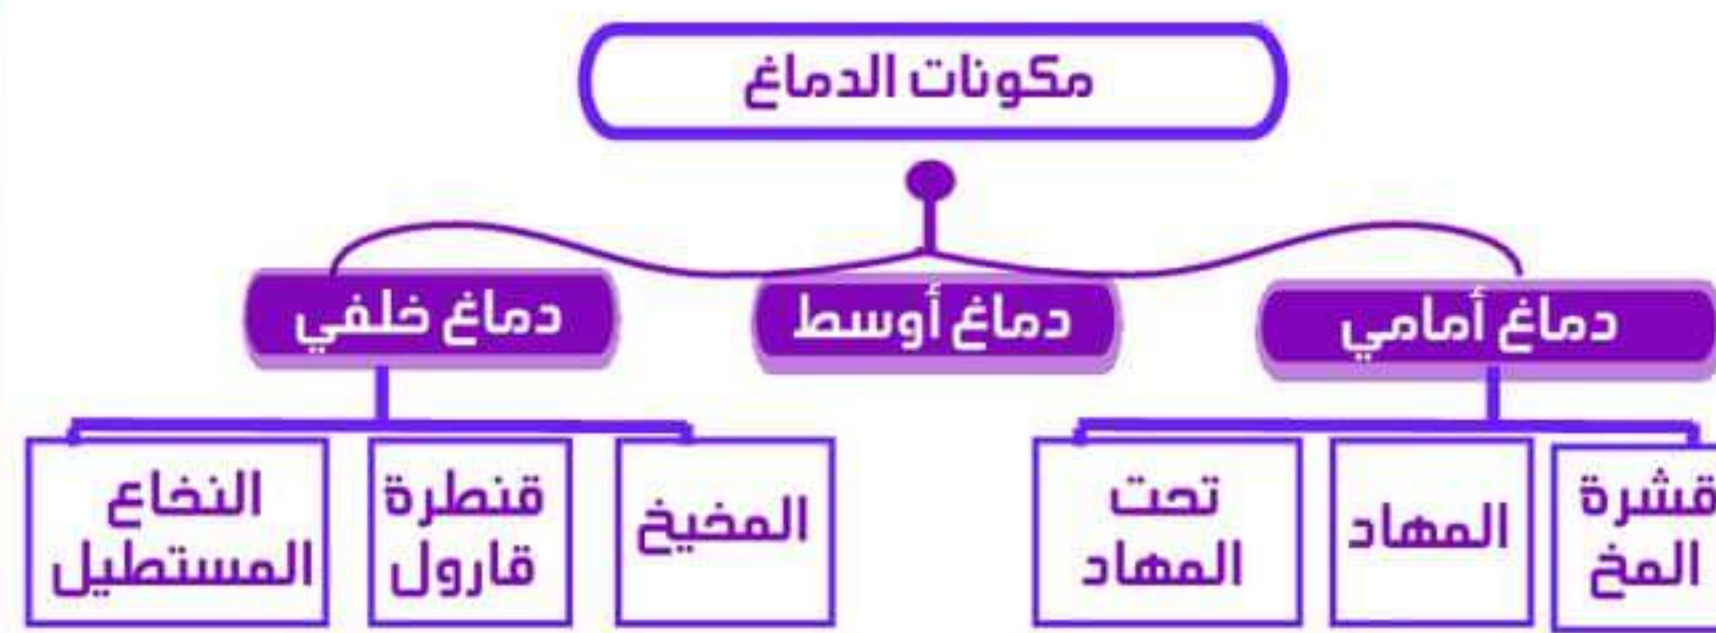 مكونات الدماغ
دماغ أمامي
دماغ أوسط
دماغ خلفي
قشرة
المخ
المهاد
تحت
المهاد
المخيخ
قنطرة
قارول
النخاع
المستطيل